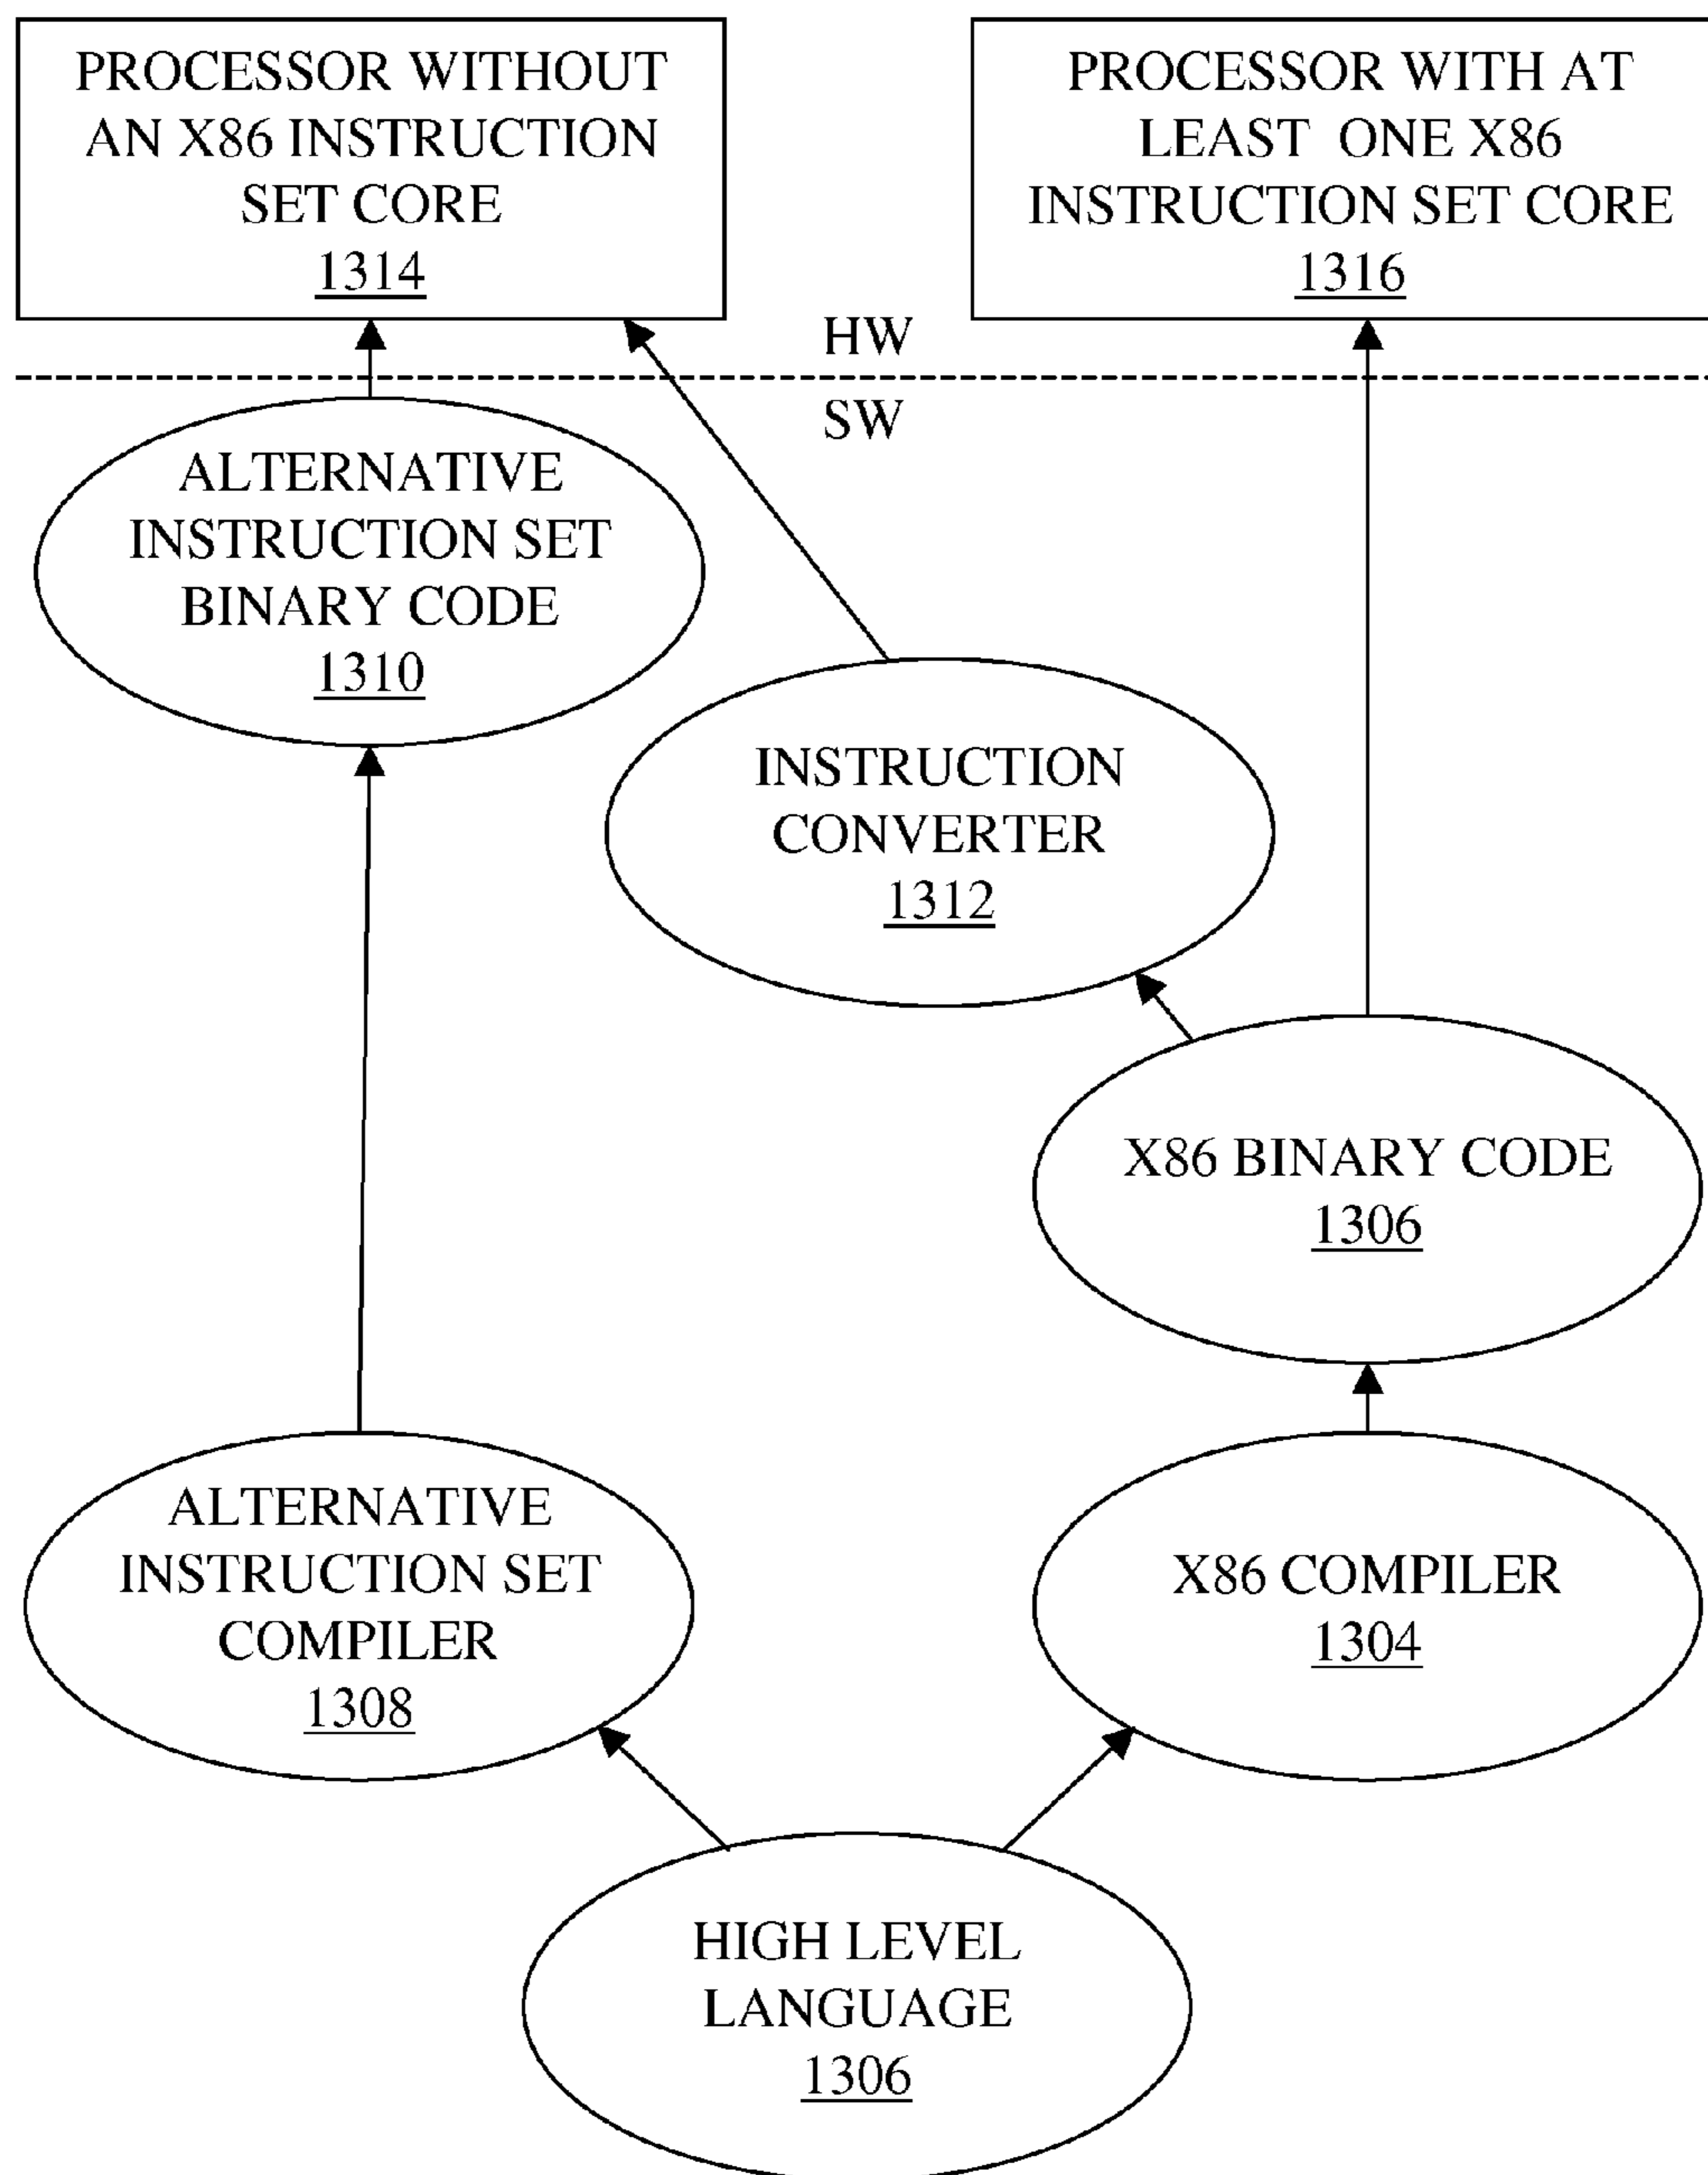 PROCESSOR WITHOUT
AN X86 INSTRUCTION
SET CORE
1314
PROCESSOR WITH AT
LEAST ONE X86
INSTRUCTION SET CORE
1316
HW
SW
ALTERNATIVE
INSTRUCTION SET
BINARY CODE
1310
INSTRUCTION
CONVERTER
1312
X86 BINARY CODE
1306
ALTERNATIVE
INSTRUCTION SET
COMPILER
1308
X86 COMPILER
1304
HIGH LEVEL
LANGUAGE
1306